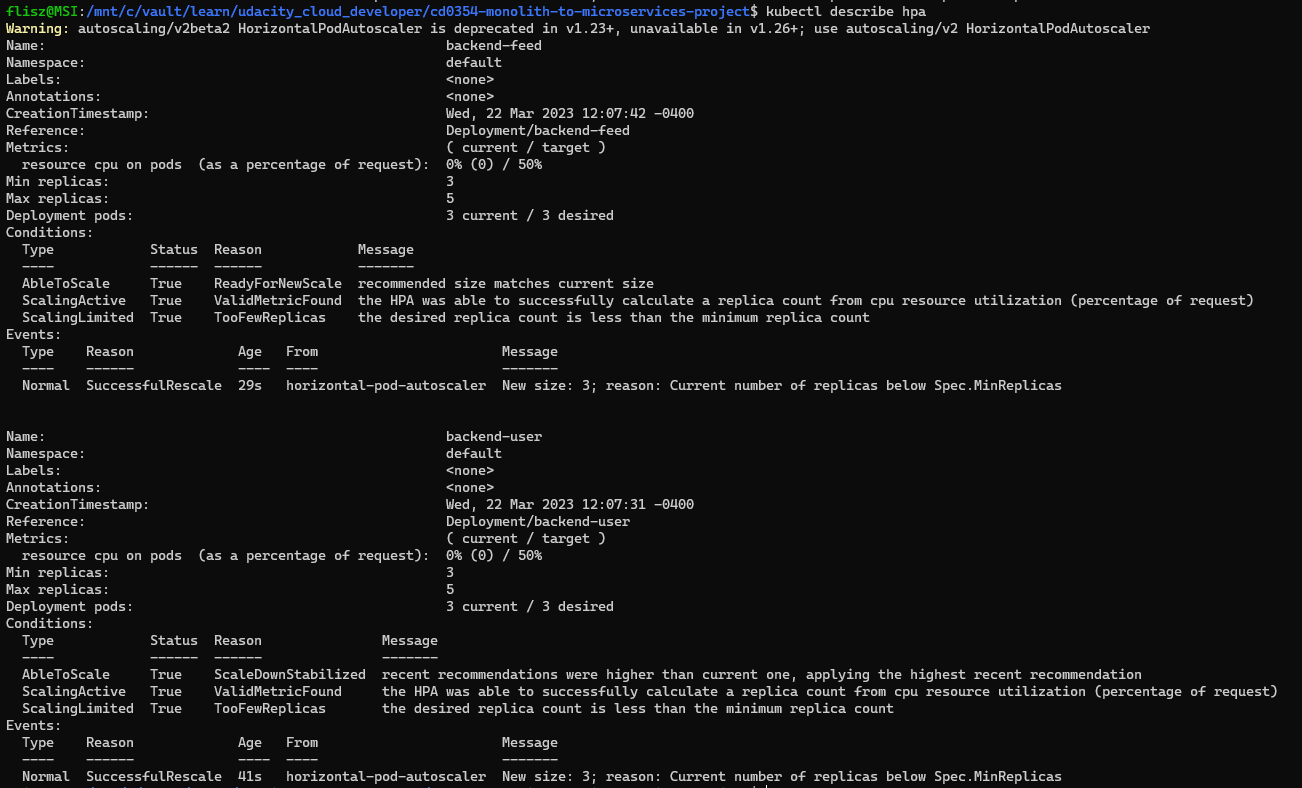 flisz@MSI:/mnt/c/vault/learn/udacity_cloud_developer/cd0354-monolith-to-microservices-project$ kubectl describe hpa
Warning: autoscaling/v2beta2 HorizontalPodAutoscaler is deprecated in v1.23+, unavailable in v1.26+; use autoscaling/v2 HorizontalPodAutoscaler
Name: backend-feed
Namespace: default
Labels: <none>
Annotations: <none>
CreationTimestamp: Wed, 22 Mar 2023 12:07:42 -0400
Reference: Deployment/backend-feed
Metrics: ( current / target )
resource cpu on pods (as a percentage of request): 0% (0) / 50%
Min replicas: 3
Max replicas: 5
Deployment pods: 3 current / 3 desired
Conditions:
Type Status Reason Message
---- ------ ------ -------
AbleToScale True ReadyForNewScale recommended size matches current size
ScalingActive True ValidMetricFound the HPA was able to successfully calculate a replica count from cpu resource utilization (percentage of request)
ScalingLimited True TooFewReplicas the desired replica count is less than the minimum replica count
Events:
Type Reason Age From Message
---- ------ ---- ---- -------
Normal SuccessfulRescale 29s horizontal-pod-autoscaler New size: 3; reason: Current number of replicas below Spec.MinReplicas
Name: backend-user
Namespace: default
Labels: <none>
Annotations: <none>
CreationTimestamp: Wed, 22 Mar 2023 12:07:31 -0400
Reference: Deployment/backend-user
Metrics: ( current / target )
resource cpu on pods (as a percentage of request): 0% (0) / 50%
Min replicas: 3
Max replicas: 5
Deployment pods: 3 current / 3 desired
Conditions:
Type Status Reason Message
---- ------ ------ -------
AbleToScale True ScaleDownStabilized recent recommendations were higher than current one, applying the highest recent recommendation
ScalingActive True ValidMetricFound the HPA was able to successfully calculate a replica count from cpu resource utilization (percentage of request)
ScalingLimited True TooFewReplicas the desired replica count is less than the minimum replica count
Events:
Type Reason Age From Message
---- ------ ---- ---- -------
Normal SuccessfulRescale 41s horizontal-pod-autoscaler New size: 3; reason: Current number of replicas below Spec.MinReplicas